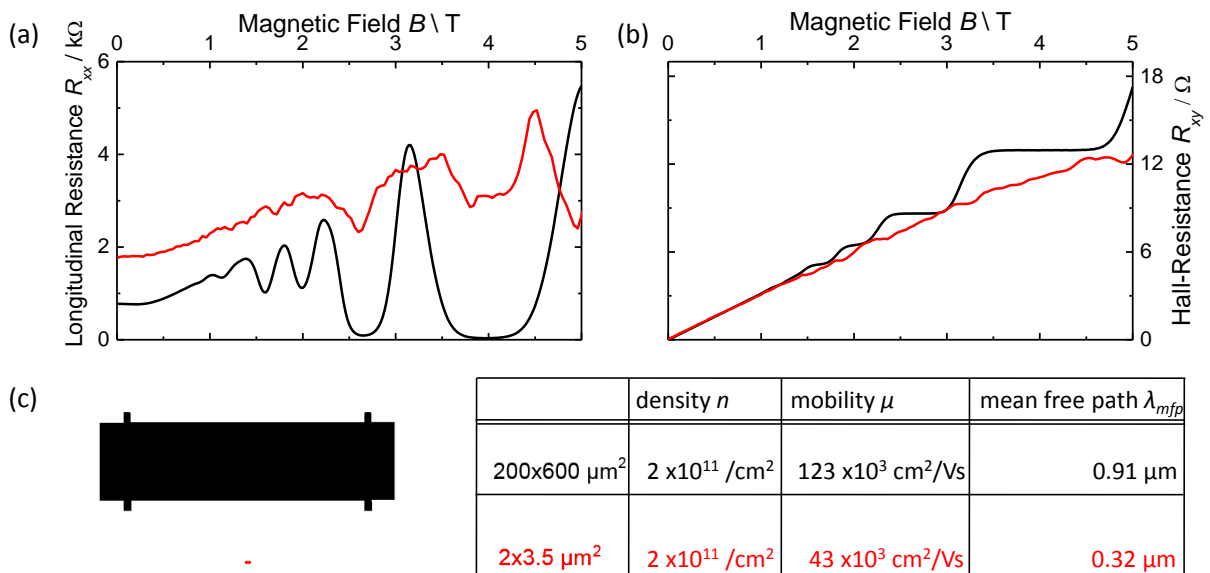 (a)
Magnetic Field B \ T
0 1 2 3 4 5
Longitudinal Resistance Rxx / kΩ
6
4
2
0
(b)
Magnetic Field B \ T
0 1 2 3 4 5
18
12
6
0
Hall-Resistance Rxy / Ω
(c)
density n mobility μ mean free path λmfp
200x600 μm² 2 x10¹¹ /cm² 123 x10³ cm²/Vs 0.91 μm
2x3.5 μm² 2 x10¹¹ /cm² 43 x10³ cm²/Vs 0.32 μm